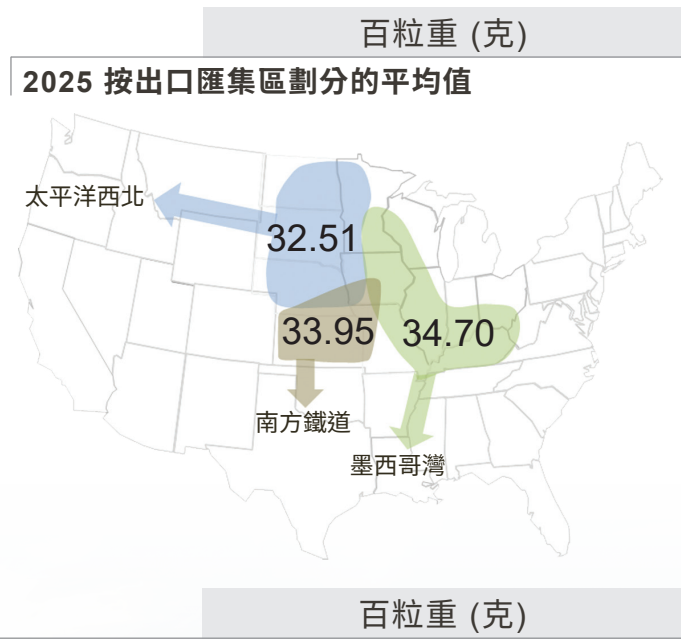 百粒重 (克)
2025 按出口匯集區劃分的平均值
太平洋西北
32.51
33.95
34.70
南方鐵道
墨西哥灣
百粒重 (克)